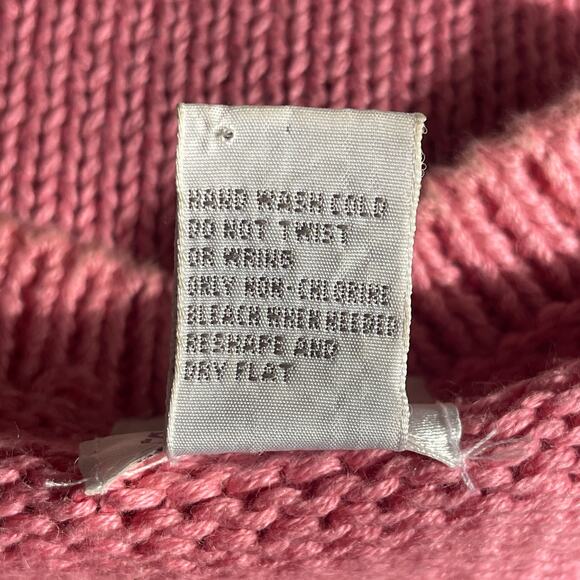 HAND WASH COLD
DO NOT TWIST
OR WRING
ONLY NON-CHLORINE
BLEACH WHEN NEEDED
RESHAPE AND
DRY FLAT